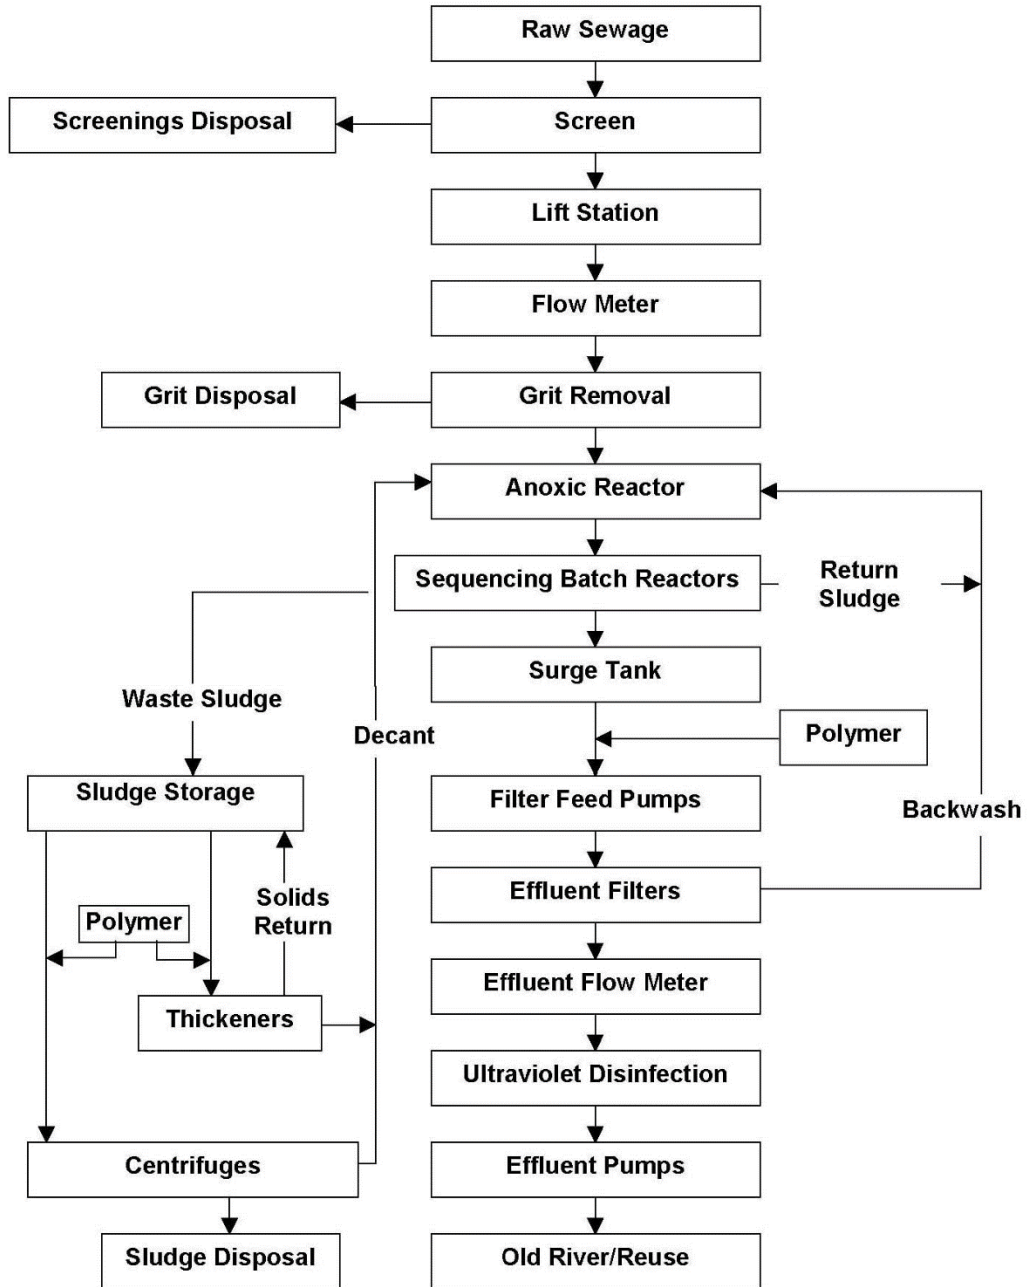 Raw Sewage
Screenings Disposal
Screen
Lift Station
Flow Meter
Grit Disposal
Grit Removal
Anoxic Reactor
Sequencing Batch Reactors
Return
Sludge
Surge Tank
Waste Sludge
Decant
Polymer
Sludge Storage
Filter Feed Pumps
Backwash
Effluent Filters
Solids
Return
Polymer
Effluent Flow Meter
Thickeners
Ultraviolet Disinfection
Centrifuges
Effluent Pumps
Sludge Disposal
Old River/Reuse